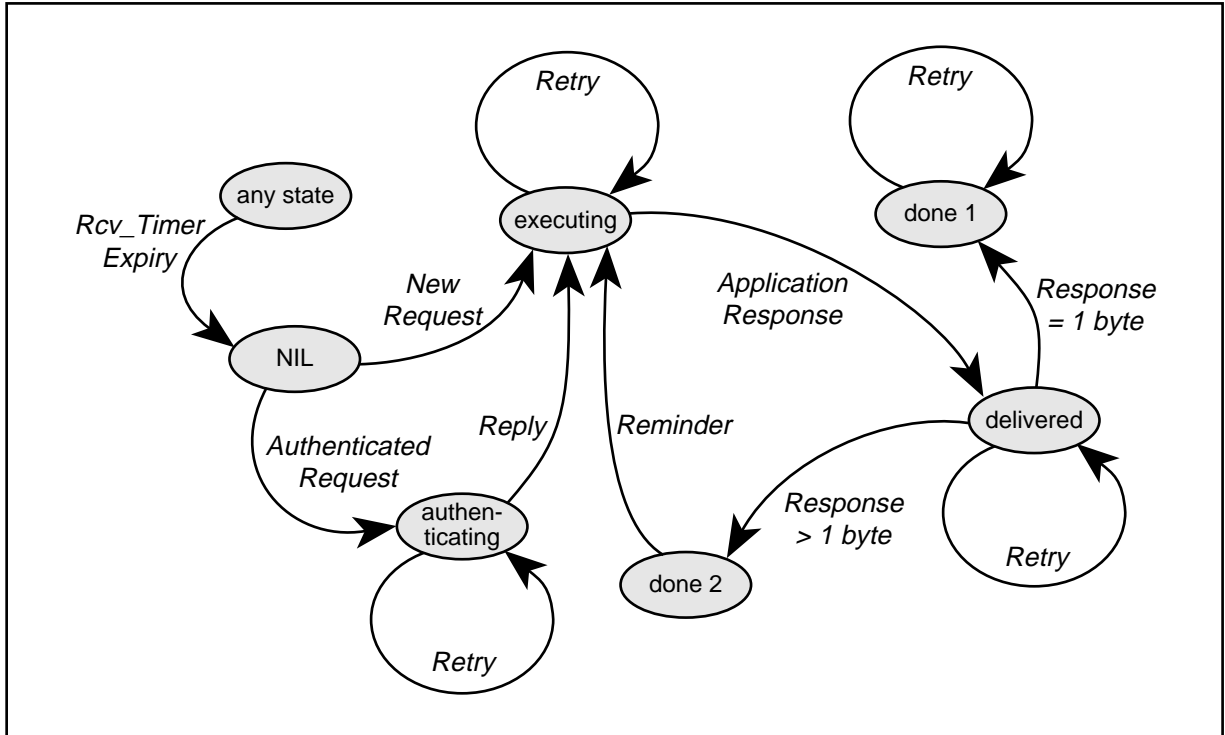 Retry
Retry
any state
executing
done 1
Rcv_Timer
Expiry
New
Request
Application
Response
Response
= 1 byte
NIL
Authenticated
Request
Reply
Reminder
delivered
authen-
ticating
Response
> 1 byte
done 2
Retry
Retry